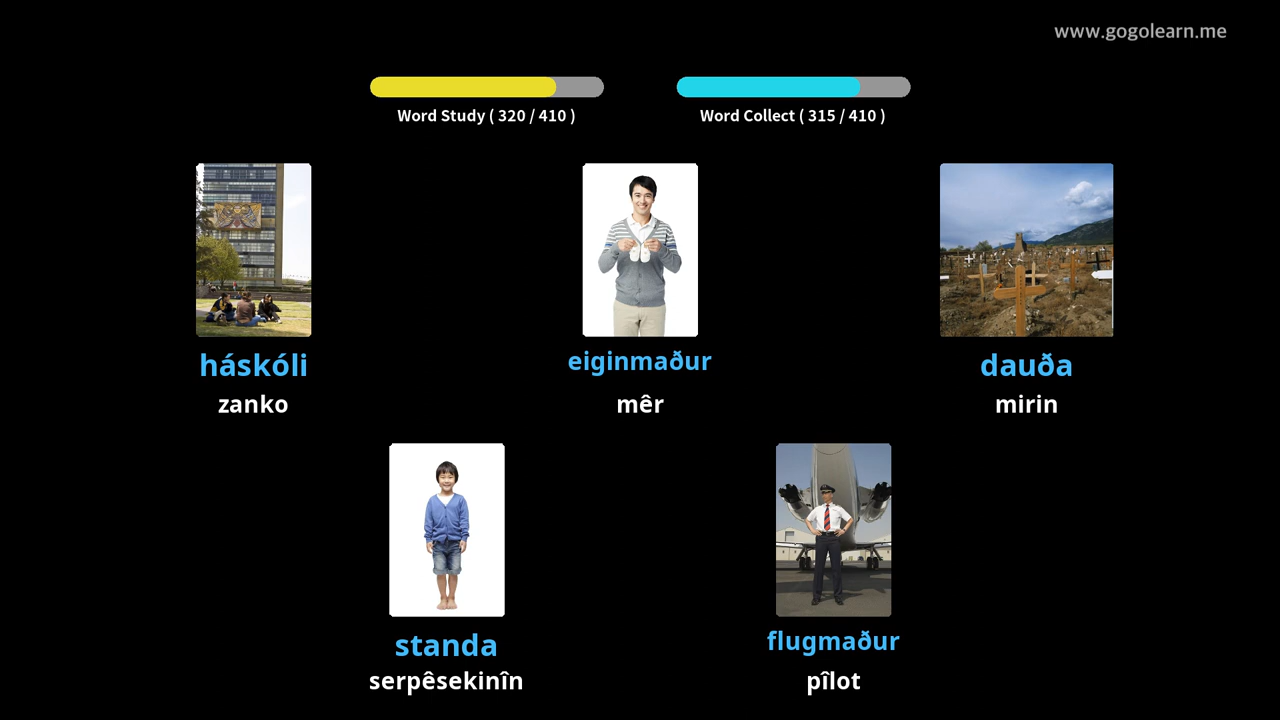 www.gogolearn.me
Word Study ( 320 / 410 )
Word Collect ( 315 / 410 )
háskóli
zanko
eiginmaður
mêr
dauða
mirin
standa
serpêsekinîn
flugmaður
pîlot